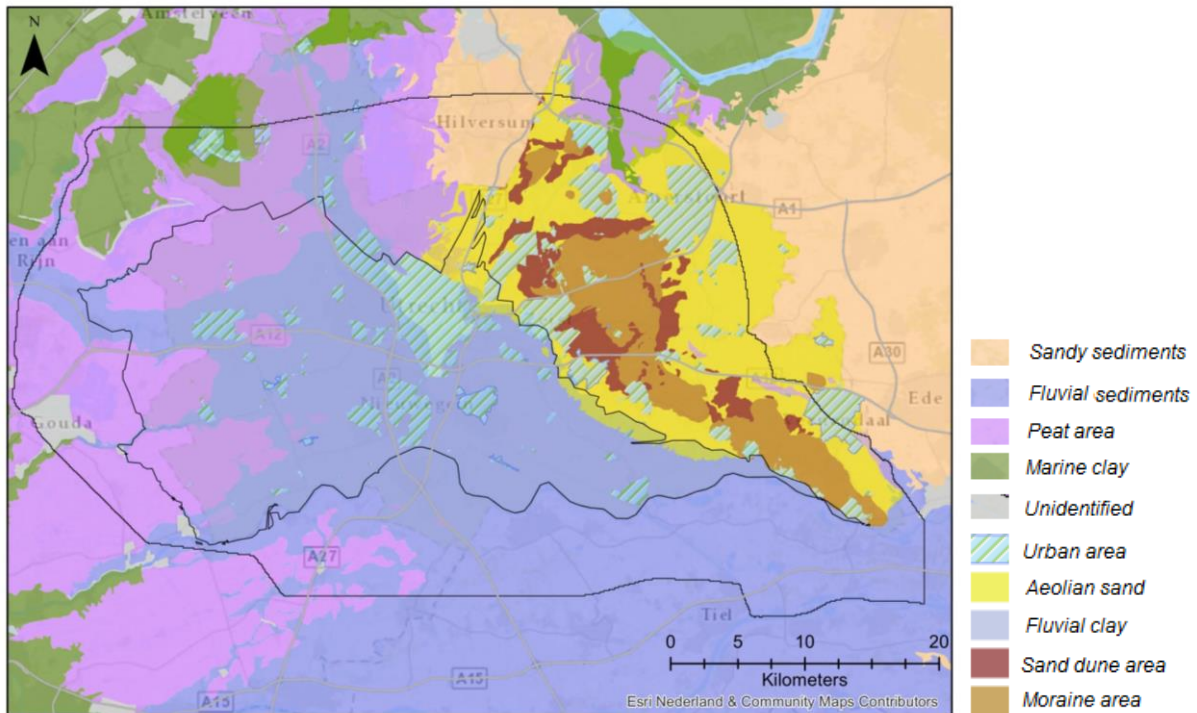 Amstelveen
N
A2
Hilversum
Amersfoort
A1
en aan
Rijn
Utrecht
A12
A30
Ede
Gouda
A27
Tiel
A15
A15
0 5 10 20
Kilometers
Esri Nederland & Community Maps Contributors
Sandy sediments
Fluvial sediments
Peat area
Marine clay
Unidentified
Urban area
Aeolian sand
Fluvial clay
Sand dune area
Moraine area